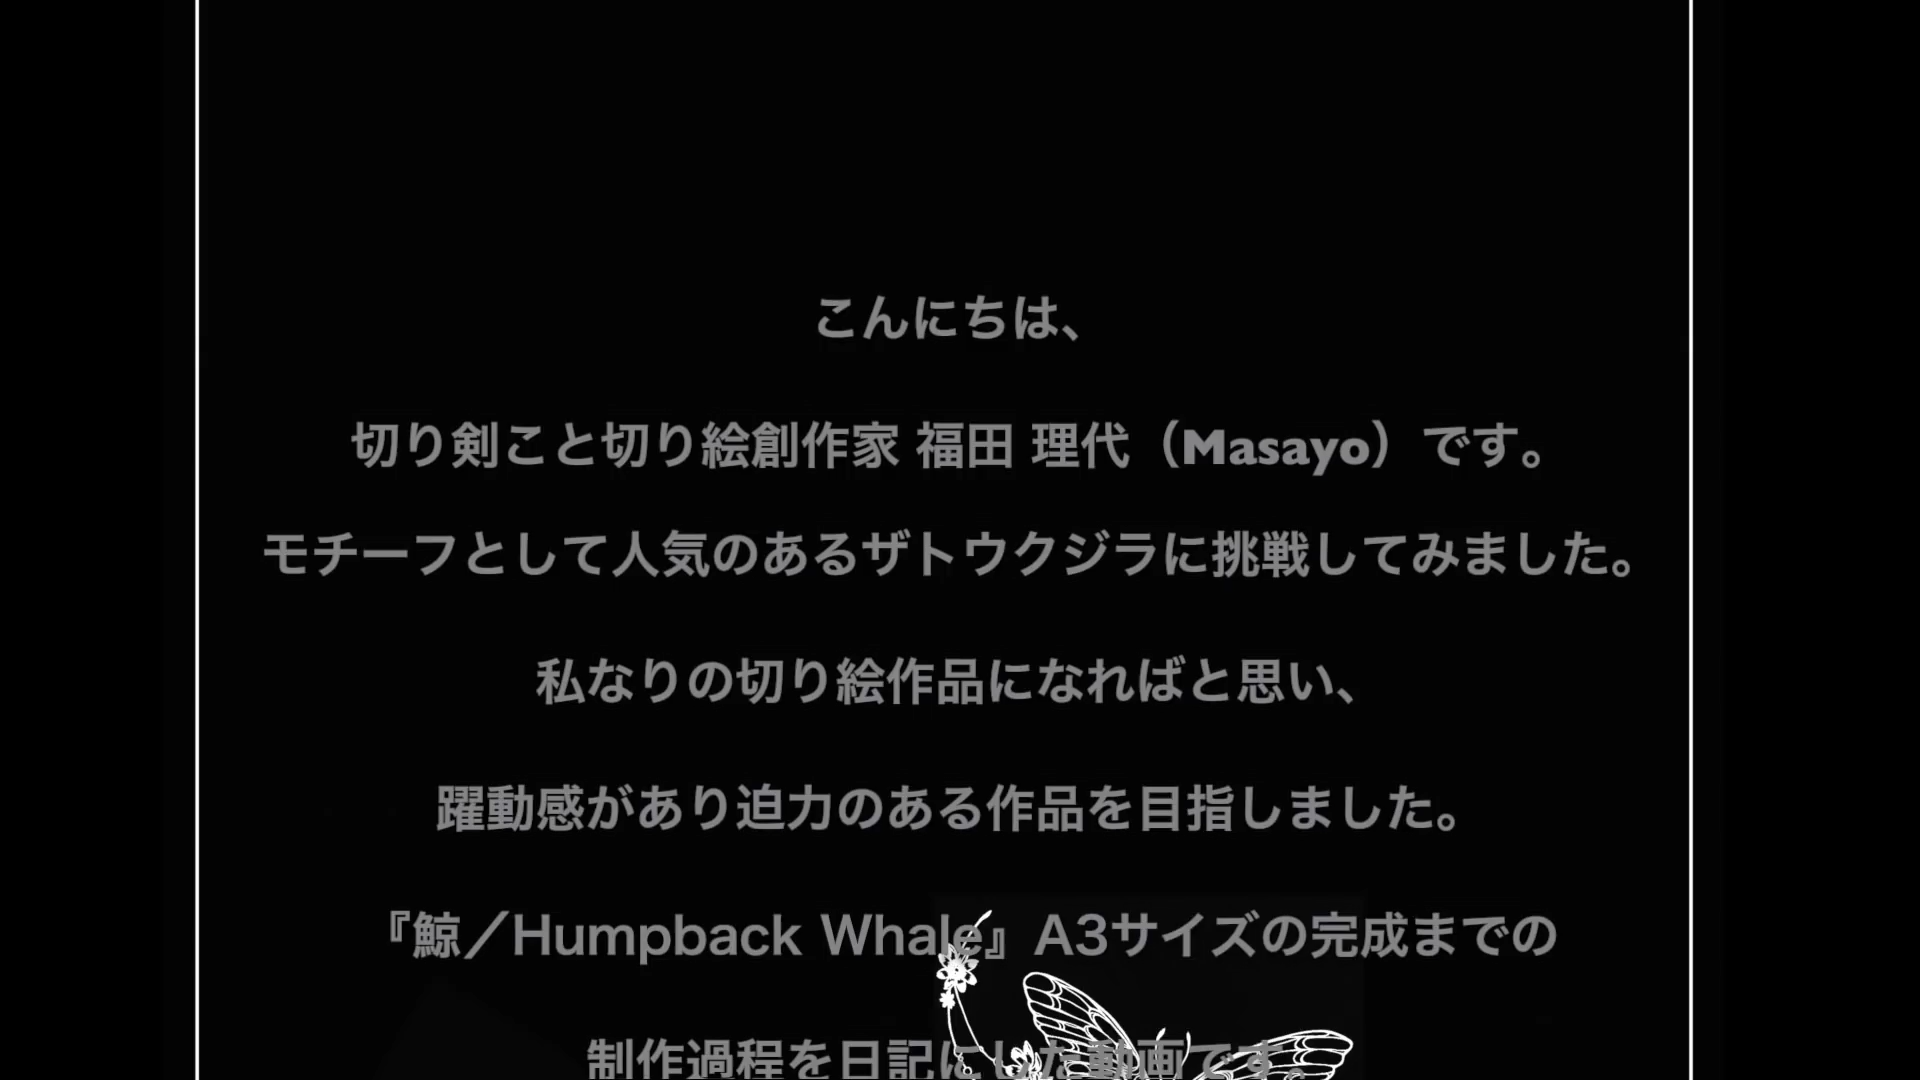 こんにちは、
切り剣こと切り絵創作家 福田 理代（Masayo）です。
モチーフとして人気のあるザトウクジラに挑戦してみました。
私なりの切り絵作品になればと思い、
躍動感があり迫力のある作品を目指しました。
『鯨／Humpback Whale』A3サイズの完成までの
制作過程を日記にした動画です。